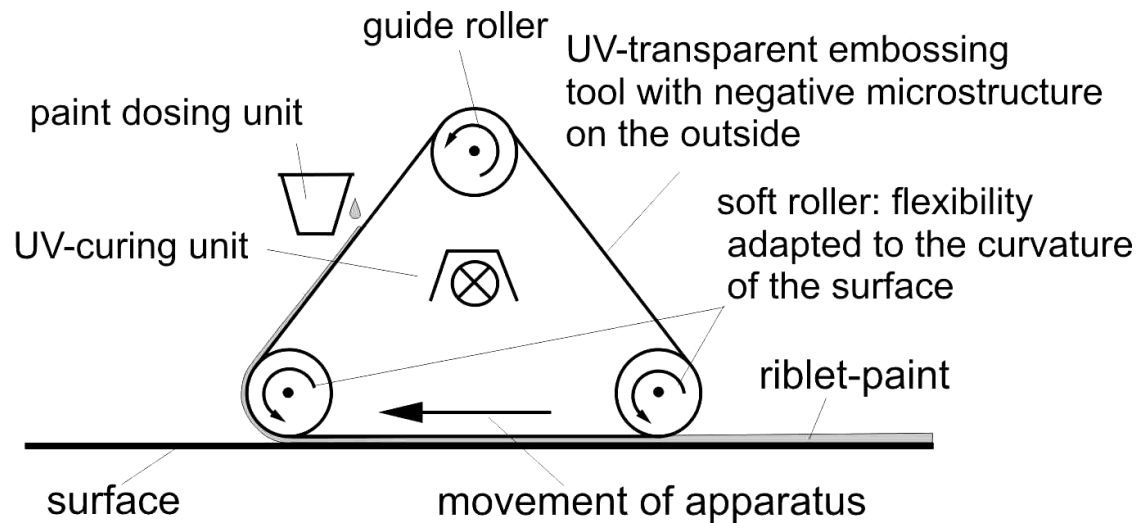 guide roller
UV-transparent embossing
tool with negative microstructure
on the outside
paint dosing unit
soft roller: flexibility
adapted to the curvature
of the surface
UV-curing unit
riblet-paint
surface
movement of apparatus